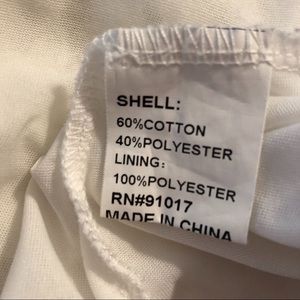 SHELL:
60%COTTON
40%POLYESTER
LINING:
100%POLYESTER
RN#91017
MADE IN CHINA